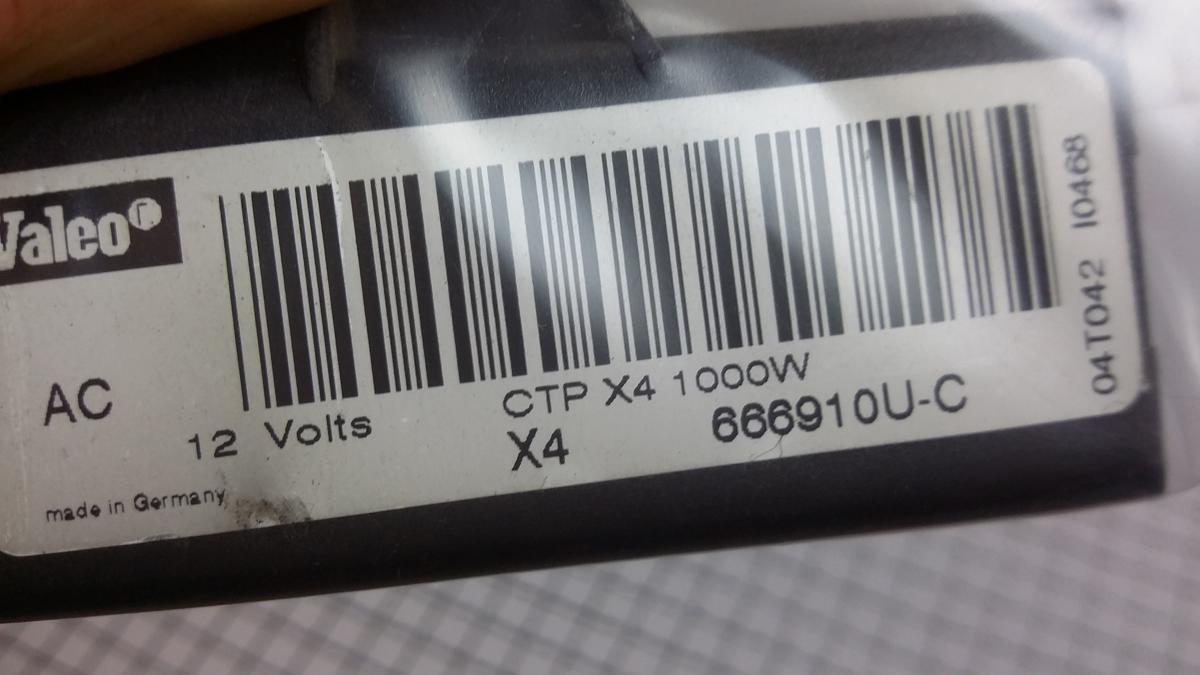 Valeo®
AC
12 Volts
CTP X4 1000W
X4
666910U-C
made in Germany
04T042 I0468